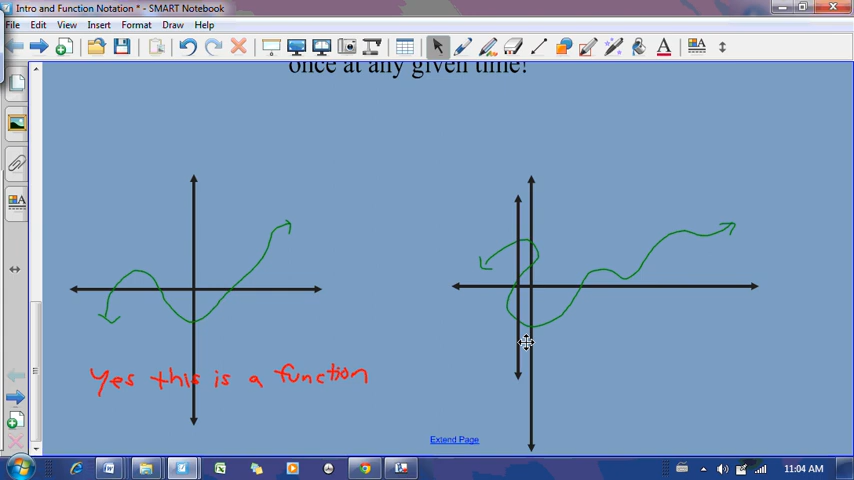 Intro and Function Notation * - SMART Notebook
File Edit View Insert Format Draw Help
once at any given time!
Yes this is a function
Extend Page
11:04 AM